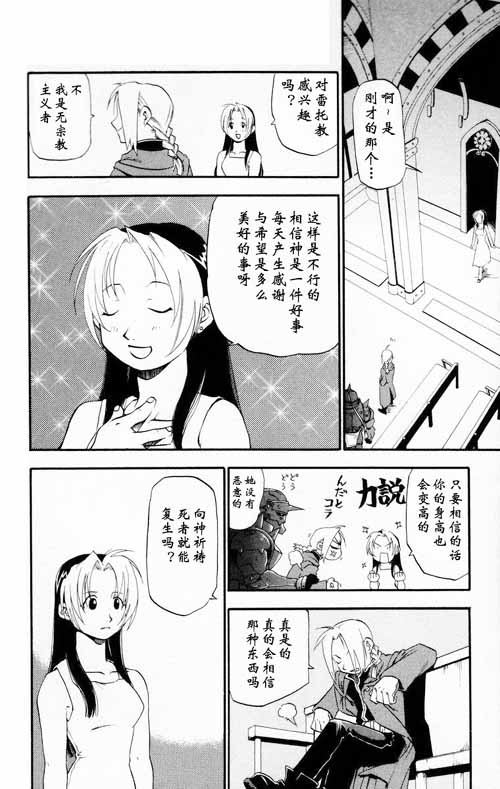 啊~是
刚才的那个…
对雷托教
感兴趣
吗？
不
我是无宗教
主义者
这样是不行的
相信神是一件好事
每天产生感谢
与希望是多么
美好的事呀
只要相信的话
你的身高也
会变高的
力説
んだと
コラ
どう
どう
她没有
恶意的
真是的
真的会相信
那种东西吗
向神祈祷
死者就能
复生吗？